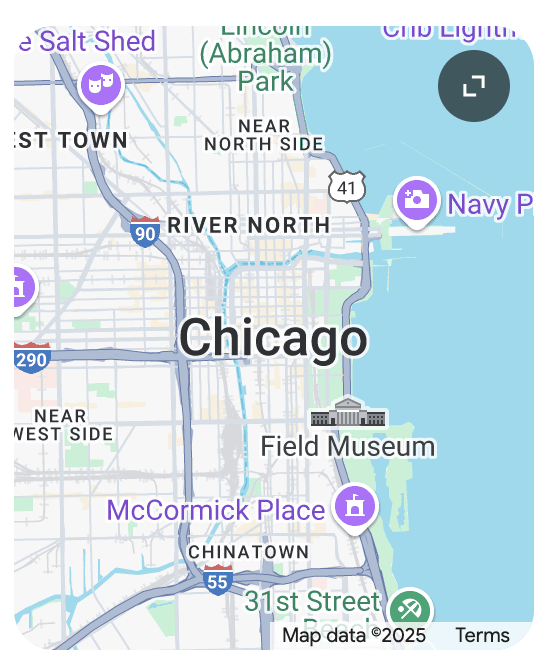 e Salt Shed
Lincoln
(Abraham)
Park
EST TOWN
NEAR
NORTH SIDE
41
Navy P
RIVER NORTH
90
Chicago
290
NEAR
WEST SIDE
Field Museum
McCormick Place
CHINATOWN
55
31st Street
Beach
Map data ©2025
Terms